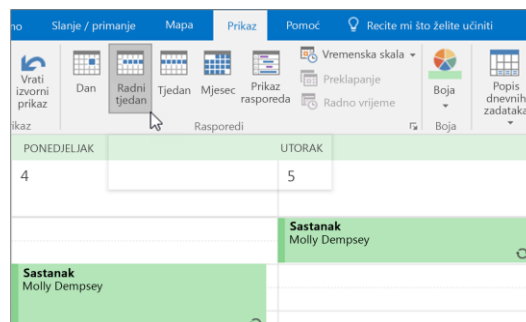 no Slanje / primanje Mapa Prikaz Pomoć Recite mi što želite učiniti
Vrati
izvorni
prikaz
Dan
Radni
tjedan
Tjedan
Mjesec
Prikaz
rasporeda
Vremenska skala
Preklapanje
Radno vrijeme
Boja
Popis
dnevnih
zadataka
ikaz Rasporedi Boja
PONEDJELJAK UTORAK
4 5
Sastanak
Molly Dempsey
Sastanak
Molly Dempsey